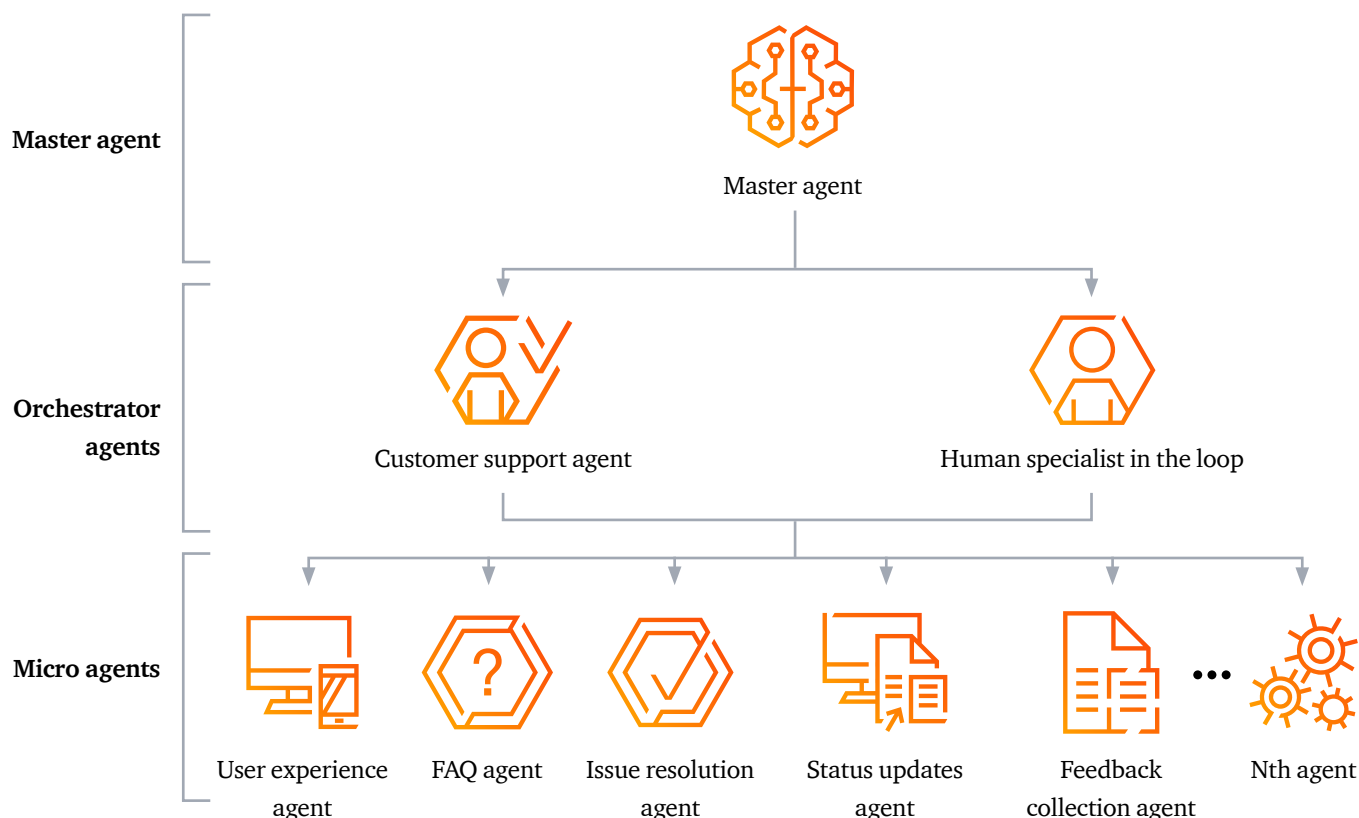 Master agent
Master agent
Orchestrator
agents
Customer support agent
Human specialist in the loop
Micro agents
?
User experience
agent
FAQ agent
Issue resolution
agent
Status updates
agent
Feedback
collection agent
...
Nth agent